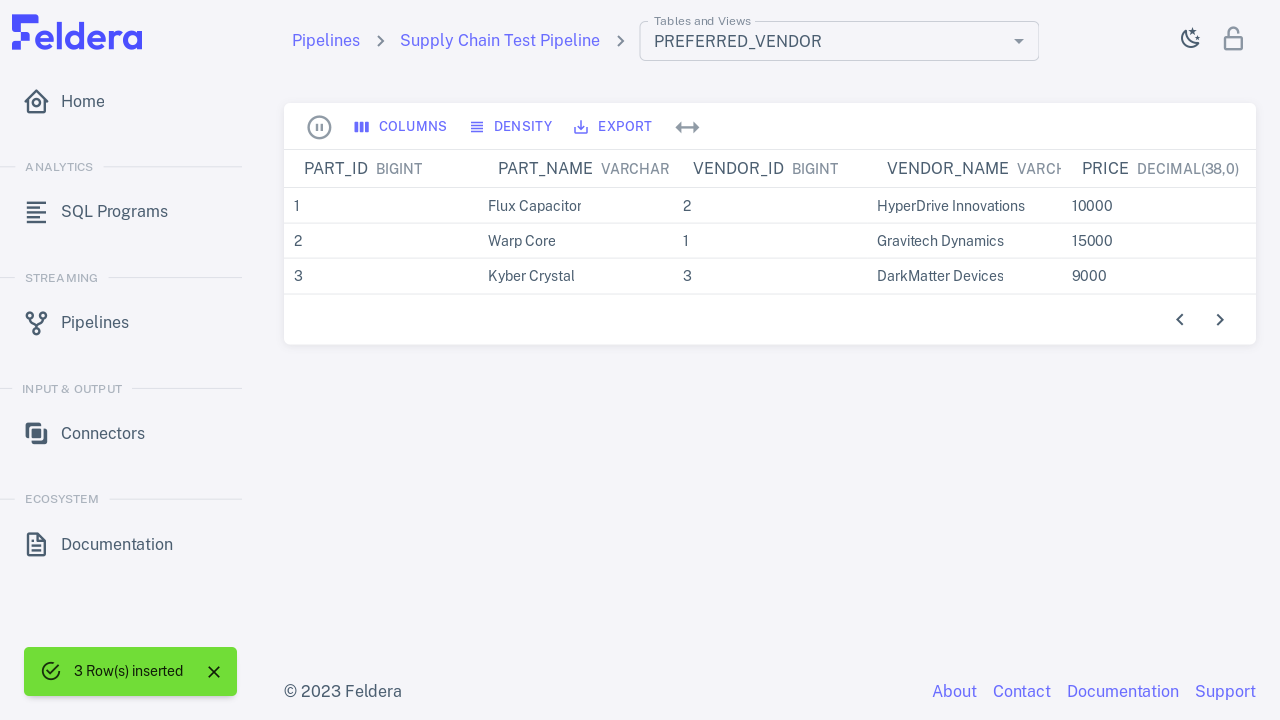 Feldera
Pipelines > Supply Chain Test Pipeline > Tables and Views
PREFERRED_VENDOR
Home
ANALYTICS
SQL Programs
STREAMING
Pipelines
INPUT & OUTPUT
Connectors
ECOSYSTEM
Documentation
COLUMNS DENSITY EXPORT
PART_ID BIGINT PART_NAME VARCHAR VENDOR_ID BIGINT VENDOR_NAME VARCH PRICE DECIMAL(38,0)
1 Flux Capacitor 2 HyperDrive Innovations 10000
2 Warp Core 1 Gravitech Dynamics 15000
3 Kyber Crystal 3 DarkMatter Devices 9000
3 Row(s) inserted
© 2023 Feldera About Contact Documentation Support